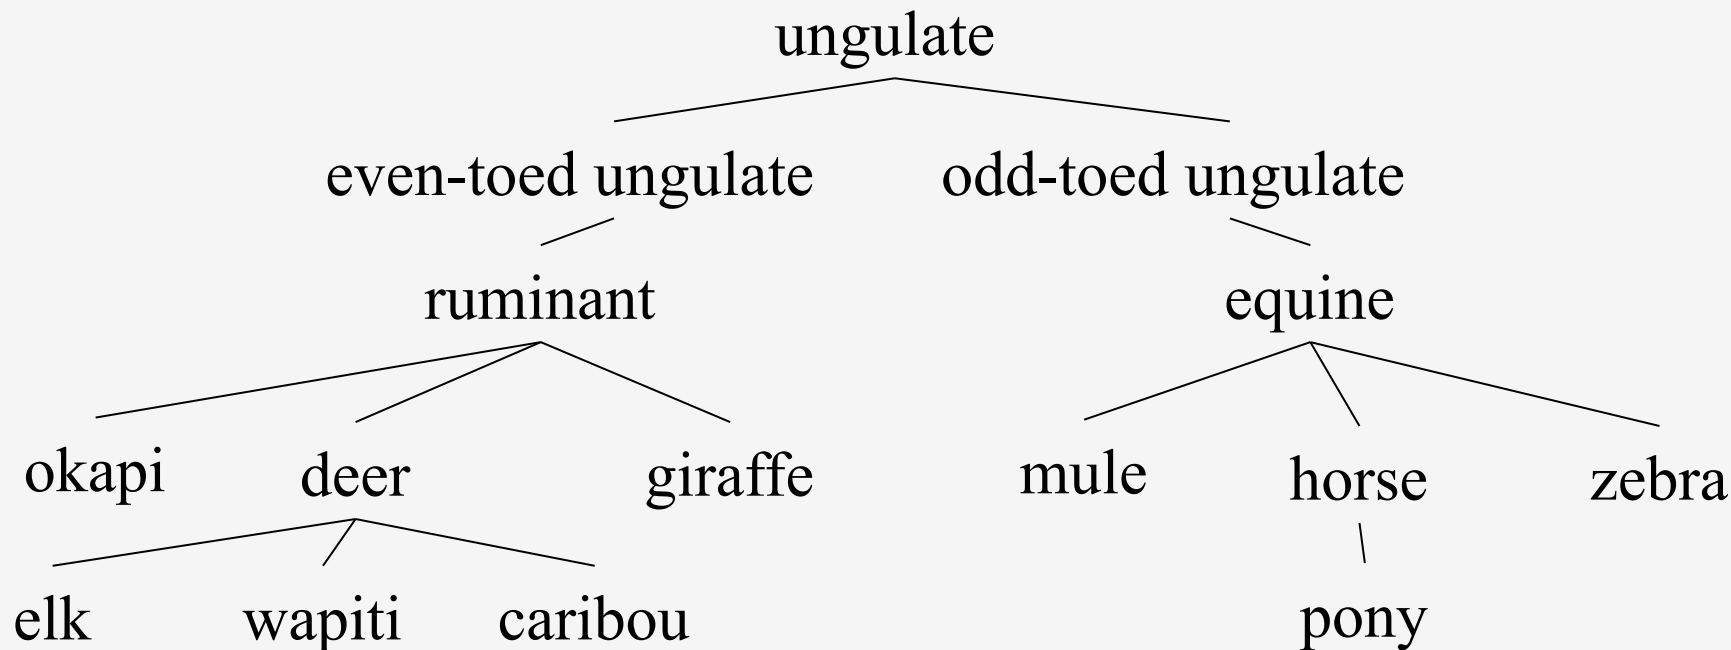 ungulate
even-toed ungulate odd-toed ungulate
ruminant equine
okapi deer giraffe mule horse zebra
elk wapiti caribou pony